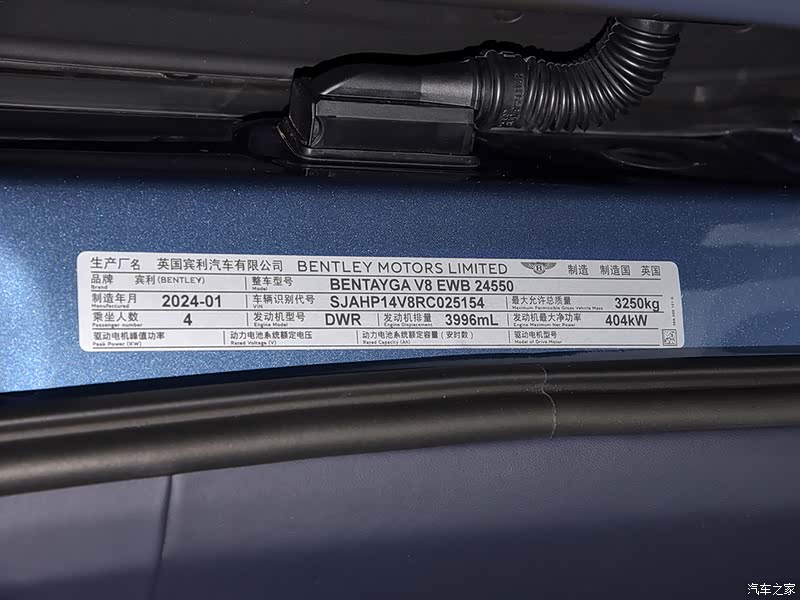 生产厂名 英国宾利汽车有限公司 BENTLEY MOTORS LIMITED B 制造 制造国 英国
品牌 宾利(BENTLEY) 整车型号 BENTAYGA V8 EWB 24550
Brand Model
制造年月 2024-01 车辆识别代号 SJAHP14V8RC025154 最大允许总质量 3250kg
Manufactured VIN Maximum Permissible Gross Vehicle Mass
乘坐人数 4 发动机型号 DWR 发动机排量 3996mL 发动机最大净功率 404kW
Passenger number Engine Model Engine Displacement Engine Maximum Net Power
驱动电机峰值功率 动力电池系统额定电压 动力电池系统额定容量(安时数) 驱动电机型号
Peak Power (KW) Rated Voltage (V) Rated Capacity (Ah) Model of Drive Motor
汽车之家